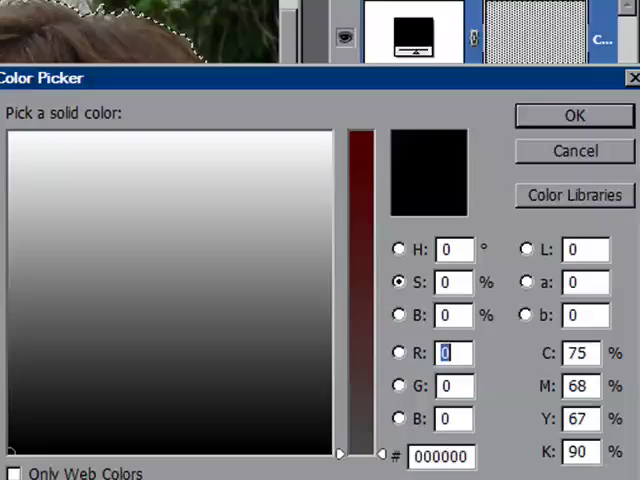 C...
Color Picker
Pick a solid color:
OK
Cancel
Color Libraries
H: 0 °
L: 0
S: 0 %
a: 0
B: 0 %
b: 0
R: 0
C: 75 %
G: 0
M: 68 %
B: 0
Y: 67 %
# 000000
K: 90 %
Only Web Colors